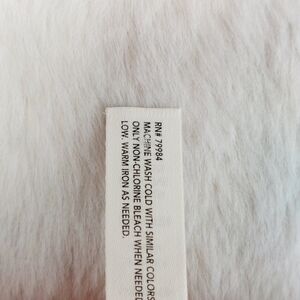 RN# 79984
MACHINE WASH COLD WITH SIMILAR COLORS
ONLY NON-CHLORINE BLEACH WHEN NEEDED
LOW. WARM IRON AS NEEDED.